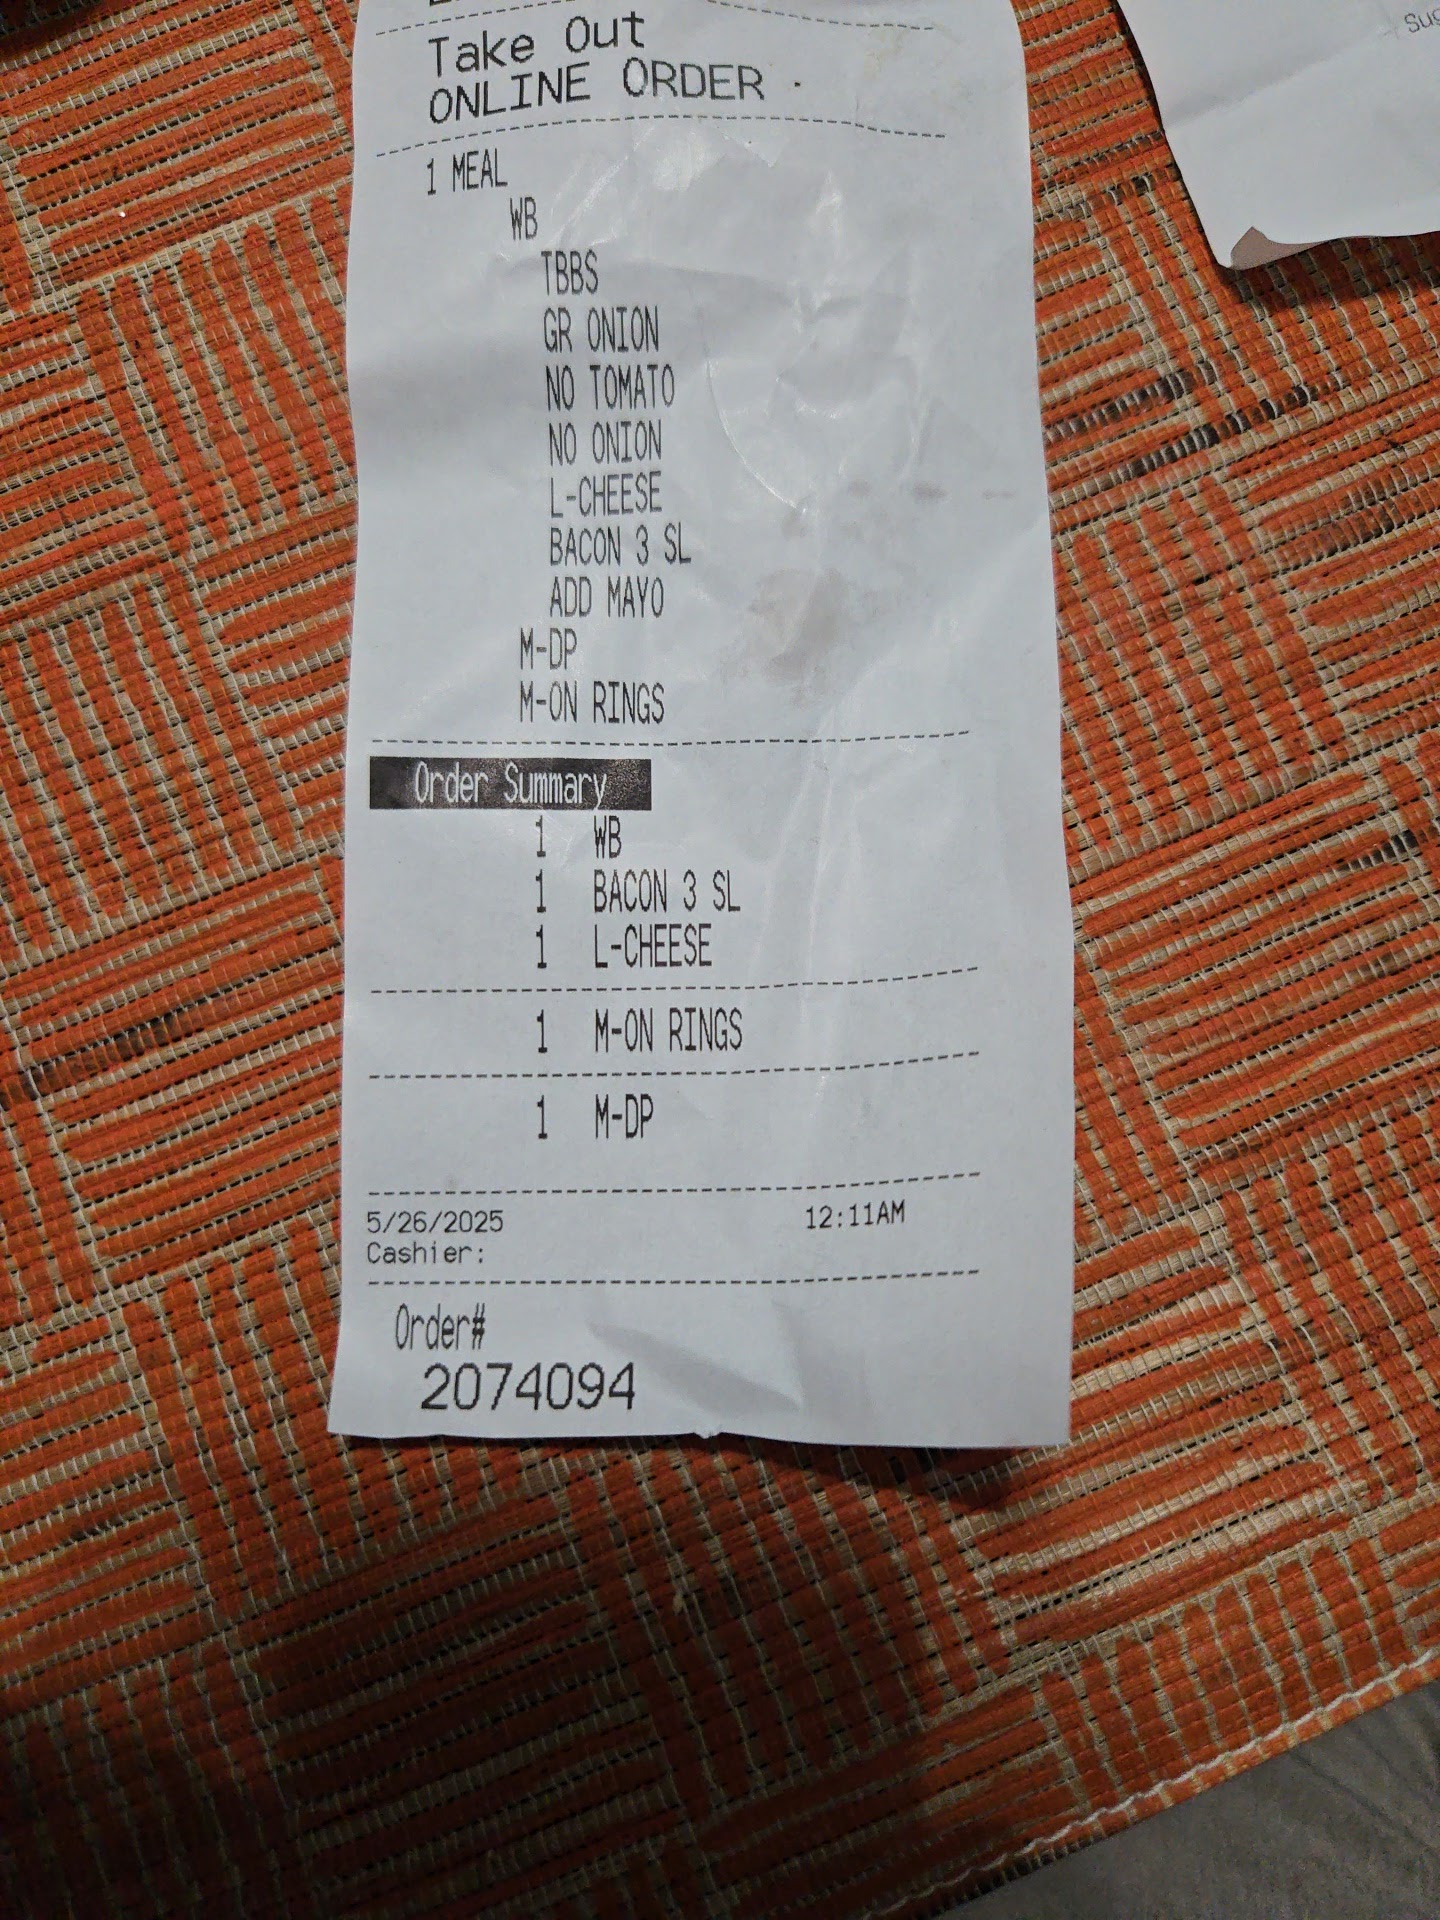 Take Out
ONLINE ORDER
1 MEAL
WB
TBBS
GR ONION
NO TOMATO
NO ONION
L-CHEESE
BACON 3 SL
ADD MAYO
M-DP
M-ON RINGS
Order Summary
1 WB
1 BACON 3 SL
1 L-CHEESE
1 M-ON RINGS
1 M-DP
5/26/2025 12:11AM
Cashier:
Order#
2074094